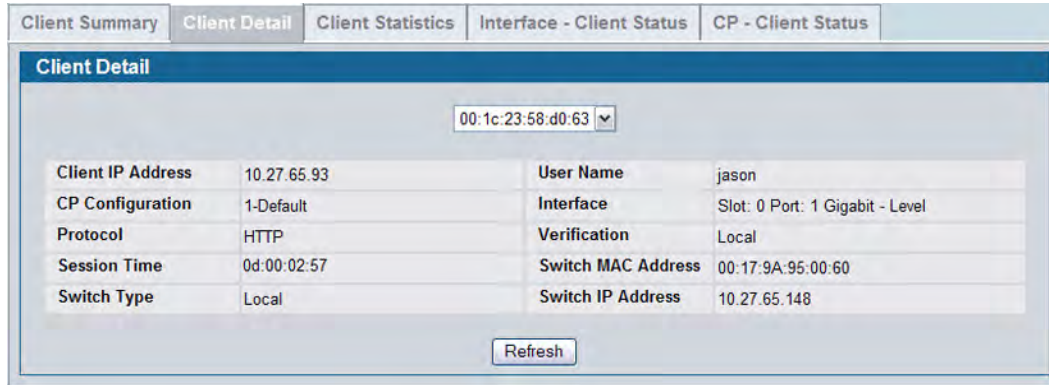 Client Summary Client Detail Client Statistics Interface - Client Status CP - Client Status
Client Detail
00:1c:23:58:d0:63
Client IP Address 10.27.65.93 User Name jason
CP Configuration 1-Default Interface Slot: 0 Port: 1 Gigabit - Level
Protocol HTTP Verification Local
Session Time 0d:00:02:57 Switch MAC Address 00:17:9A:95:00:60
Switch Type Local Switch IP Address 10.27.65.148
Refresh